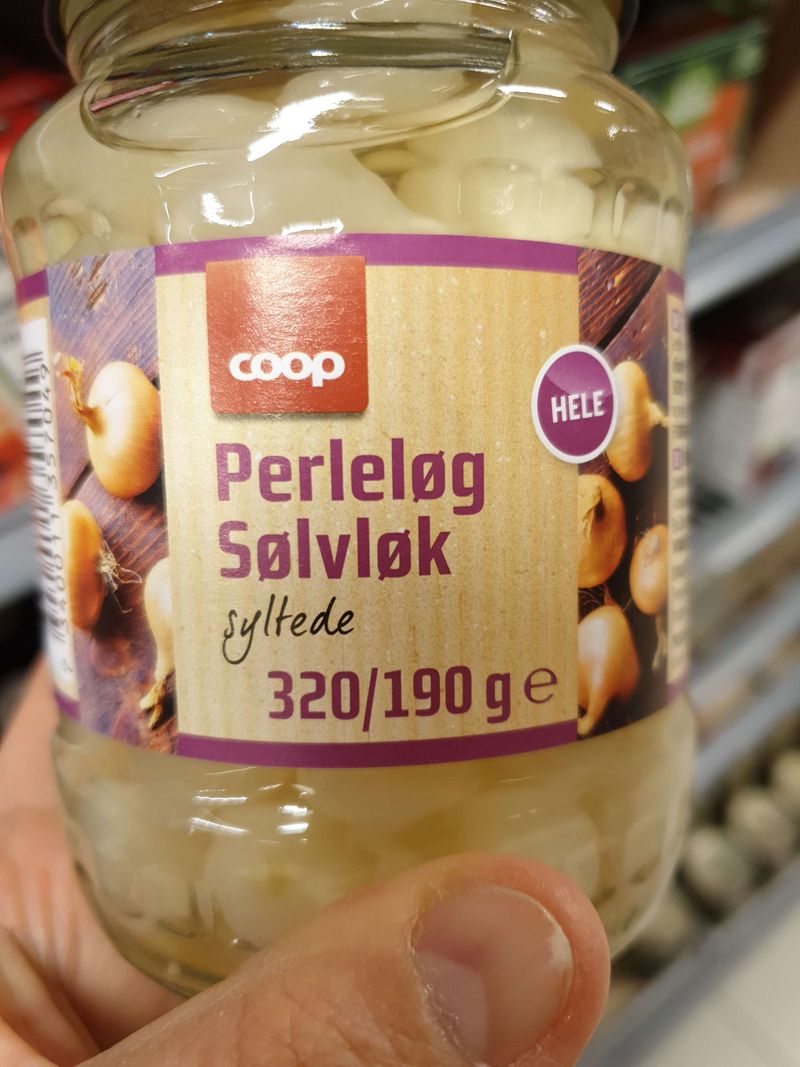 coop
HELE
Perleløg
Sølvløk
syltede
320/190 g e